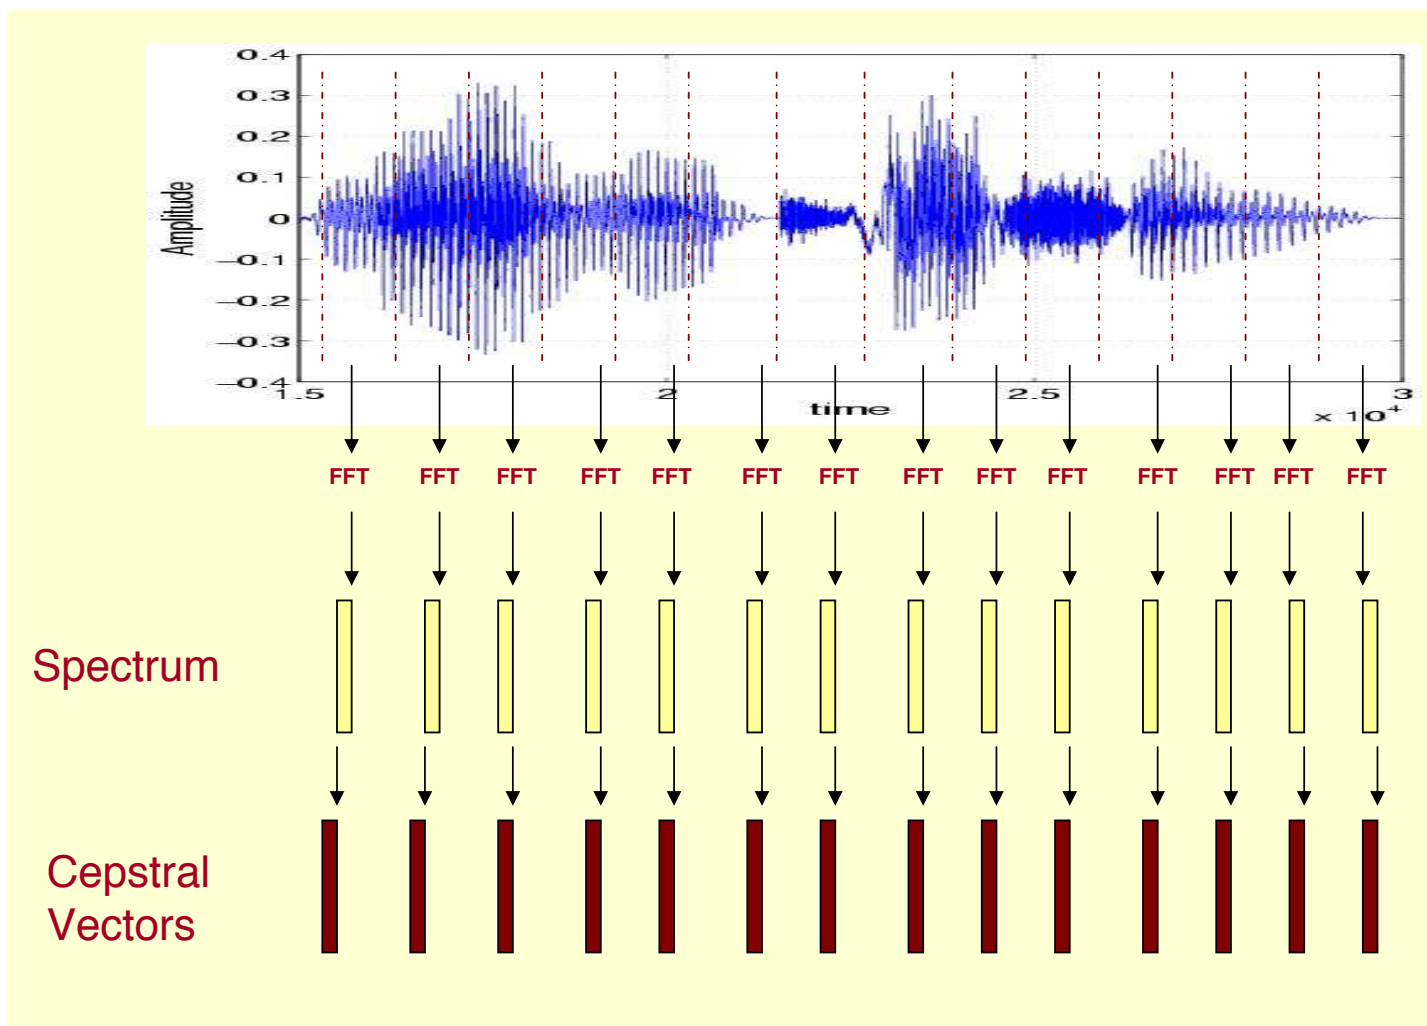 0.4
0.3
0.2
0.1
0
−0.1
−0.2
−0.3
−0.4
Amplitude
1.5 2 2.5 3
time
x 10⁴
FFT FFT FFT FFT FFT FFT FFT FFT FFT FFT FFT FFT FFT FFT
Spectrum
Cepstral
Vectors